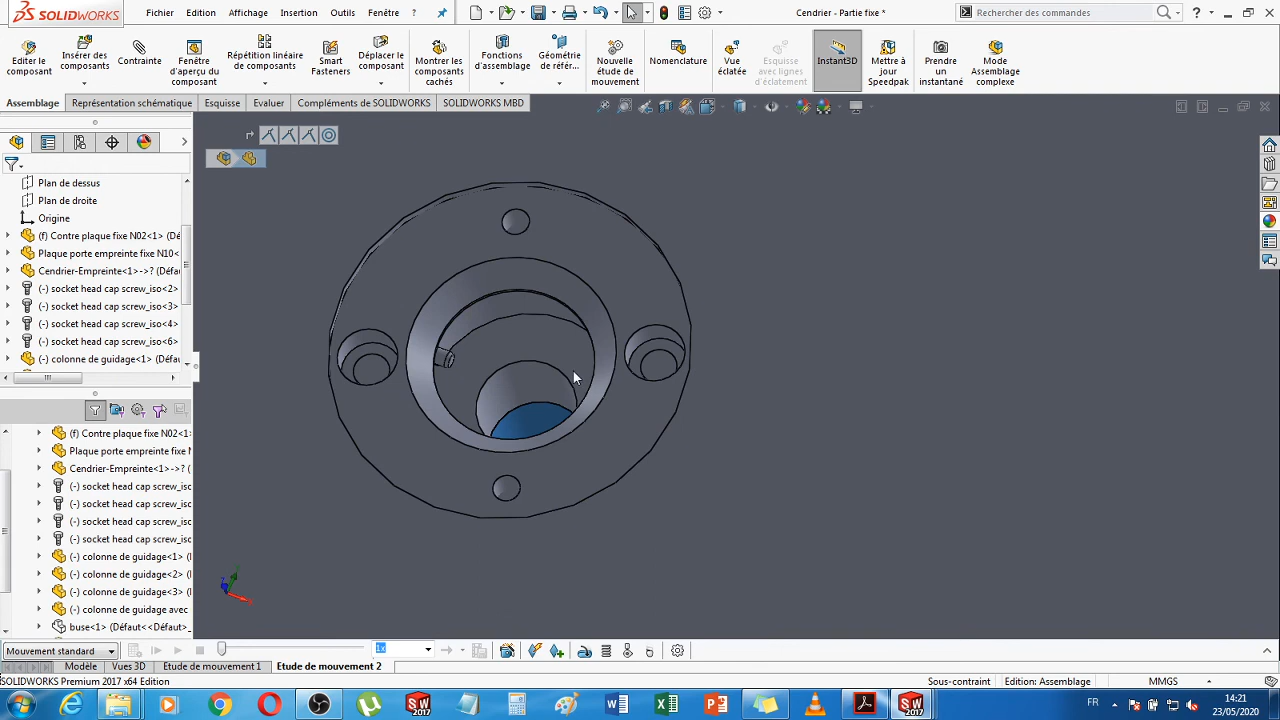 SOLIDWORKS
Fichier Edition Affichage Insertion Outils Fenêtre ?
Cendrier - Partie fixe *
Rechercher des commandes
Editer le composant
Insérer des composants
Contrainte
Fenêtre d'aperçu du composant
Répétition linéaire de composants
Smart Fasteners
Déplacer le composant
Montrer les composants cachés
Fonctions d'assemblage
Géométrie de référ...
Nouvelle étude de mouvement
Nomenclature
Vue éclatée
Esquisse avec lignes d'éclatement
Instant3D
Mettre à jour Speedpak
Prendre un instantané
Mode Assemblage complexe
Assemblage Représentation schématique Esquisse Evaluer Compléments de SOLIDWORKS SOLIDWORKS MBD
Plan de dessus
Plan de droite
Origine
(f) Contre plaque fixe N02<1> (Dé
Plaque porte empreinte fixe N10<
Cendrier-Empreinte<1>->? (Défau
(-) socket head cap screw_iso<2>
(-) socket head cap screw_iso<3>
(-) socket head cap screw_iso<4>
(-) socket head cap screw_iso<6>
(-) colonne de guidage<1> (Défau
(f) Contre plaque fixe N02<1>
Plaque porte empreinte fixe N
Cendrier-Empreinte<1>->? (
(-) socket head cap screw_isc
(-) socket head cap screw_isc
(-) socket head cap screw_isc
(-) socket head cap screw_isc
(-) colonne de guidage<1> (I
(-) colonne de guidage<2> (I
(-) colonne de guidage<3> (I
(-) colonne de guidage avec
buse<1> (Défaut<<Défaut>_
Mouvement standard
1x
Modèle Vues 3D Etude de mouvement 1 Etude de mouvement 2
SOLIDWORKS Premium 2017 x64 Edition
Sous-contraint
Edition: Assemblage
MMGS
FR
14:21
23/05/2020